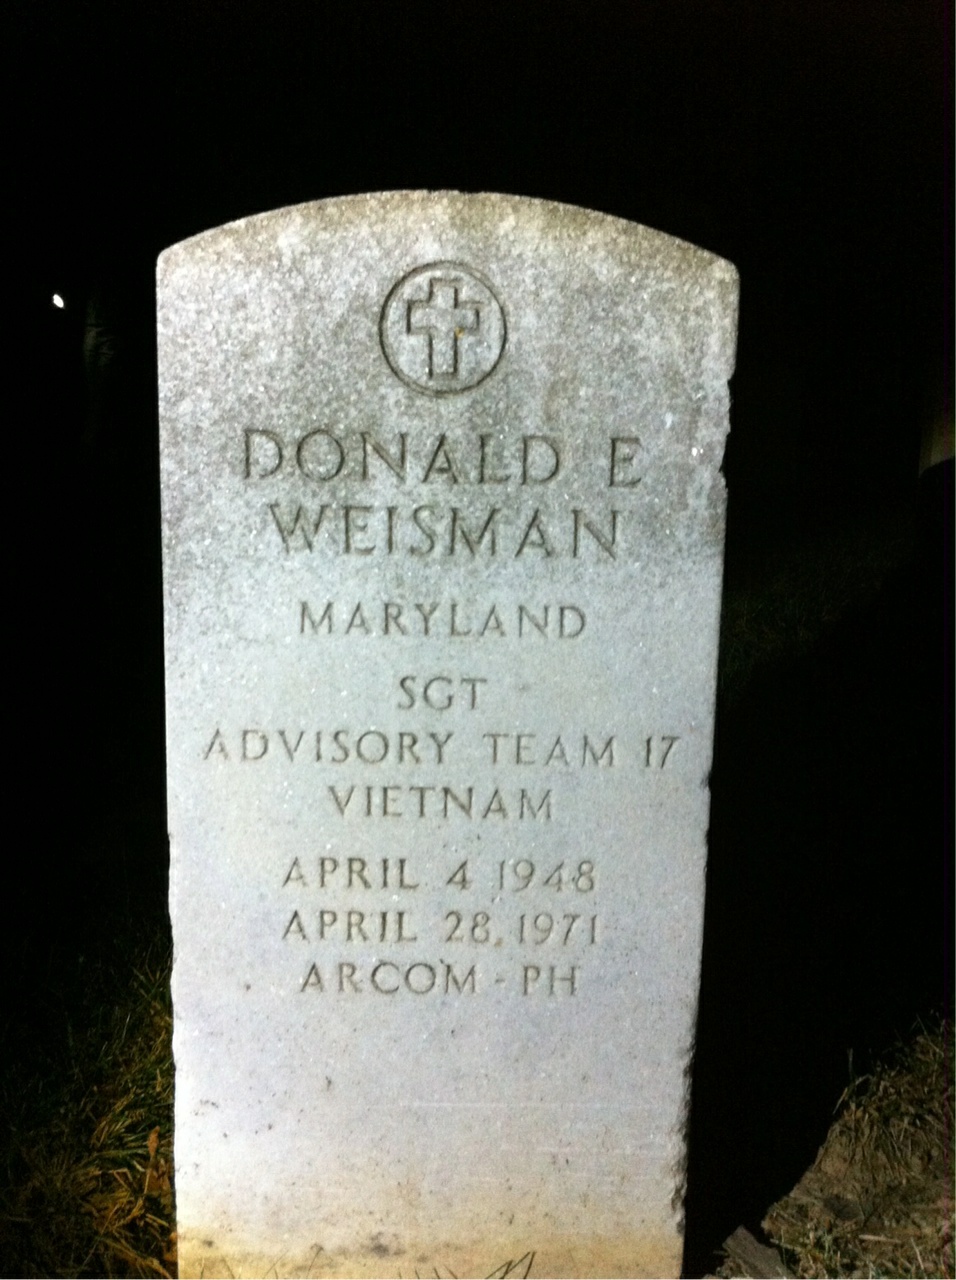 DONALD E
WEISMAN
MARYLAND
SGT
ADVISORY TEAM 17
VIETNAM
APRIL 4 1948
APRIL 28, 1971
ARCOM - PH